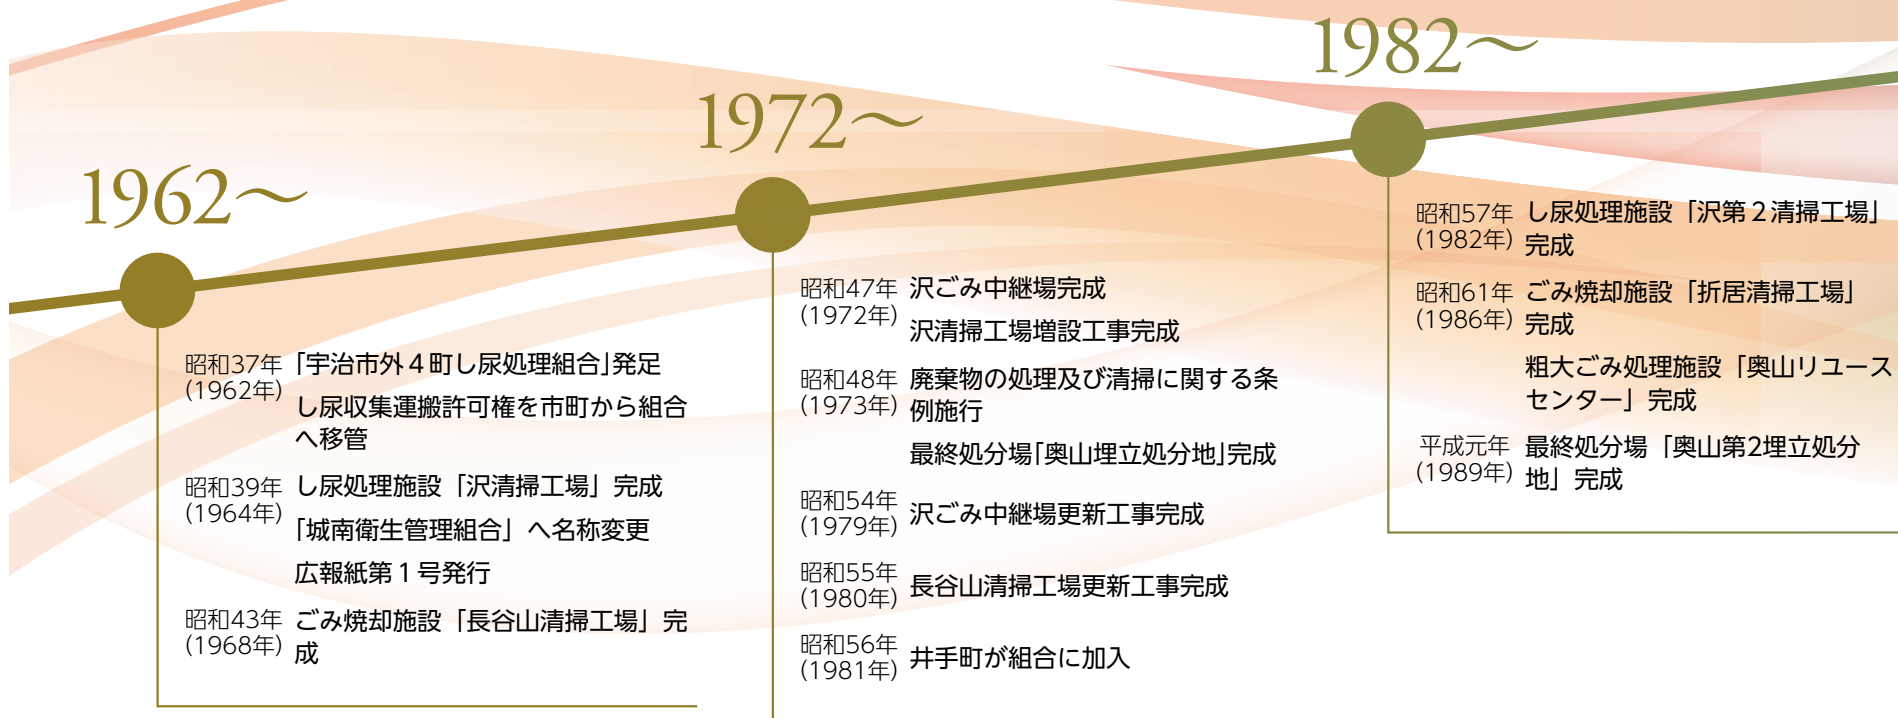 1962～
昭和37年 「宇治市外４町し尿処理組合」発足
(1962年)
し尿収集運搬許可権を市町から組合
へ移管
昭和39年 し尿処理施設「沢清掃工場」完成
(1964年)
「城南衛生管理組合」へ名称変更
広報紙第１号発行
昭和43年 ごみ焼却施設「長谷山清掃工場」完
(1968年) 成
1972～
昭和47年 沢ごみ中継場完成
(1972年)
沢清掃工場増設工事完成
昭和48年 廃棄物の処理及び清掃に関する条
(1973年) 例施行
最終処分場「奥山埋立処分地」完成
昭和54年 沢ごみ中継場更新工事完成
(1979年)
昭和55年 長谷山清掃工場更新工事完成
(1980年)
昭和56年 井手町が組合に加入
(1981年)
1982～
昭和57年 し尿処理施設「沢第２清掃工場」
(1982年) 完成
昭和61年 ごみ焼却施設「折居清掃工場」
(1986年) 完成
粗大ごみ処理施設「奥山リユース
センター」完成
平成元年 最終処分場「奥山第2埋立処分
(1989年) 地」完成